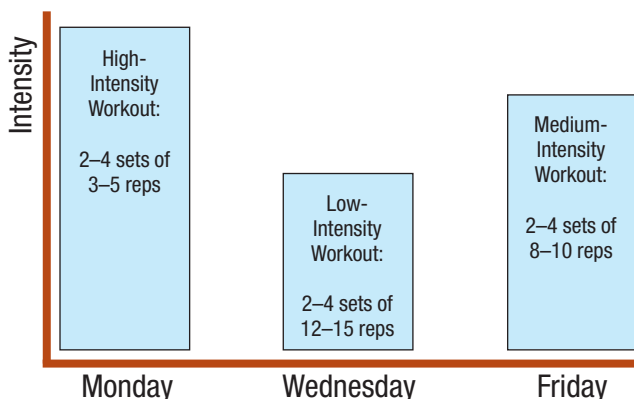 Intensity
High-
Intensity
Workout:
2–4 sets of
3–5 reps
Low-
Intensity
Workout:
2–4 sets of
12–15 reps
Medium-
Intensity
Workout:
2–4 sets of
8–10 reps
Monday
Wednesday
Friday